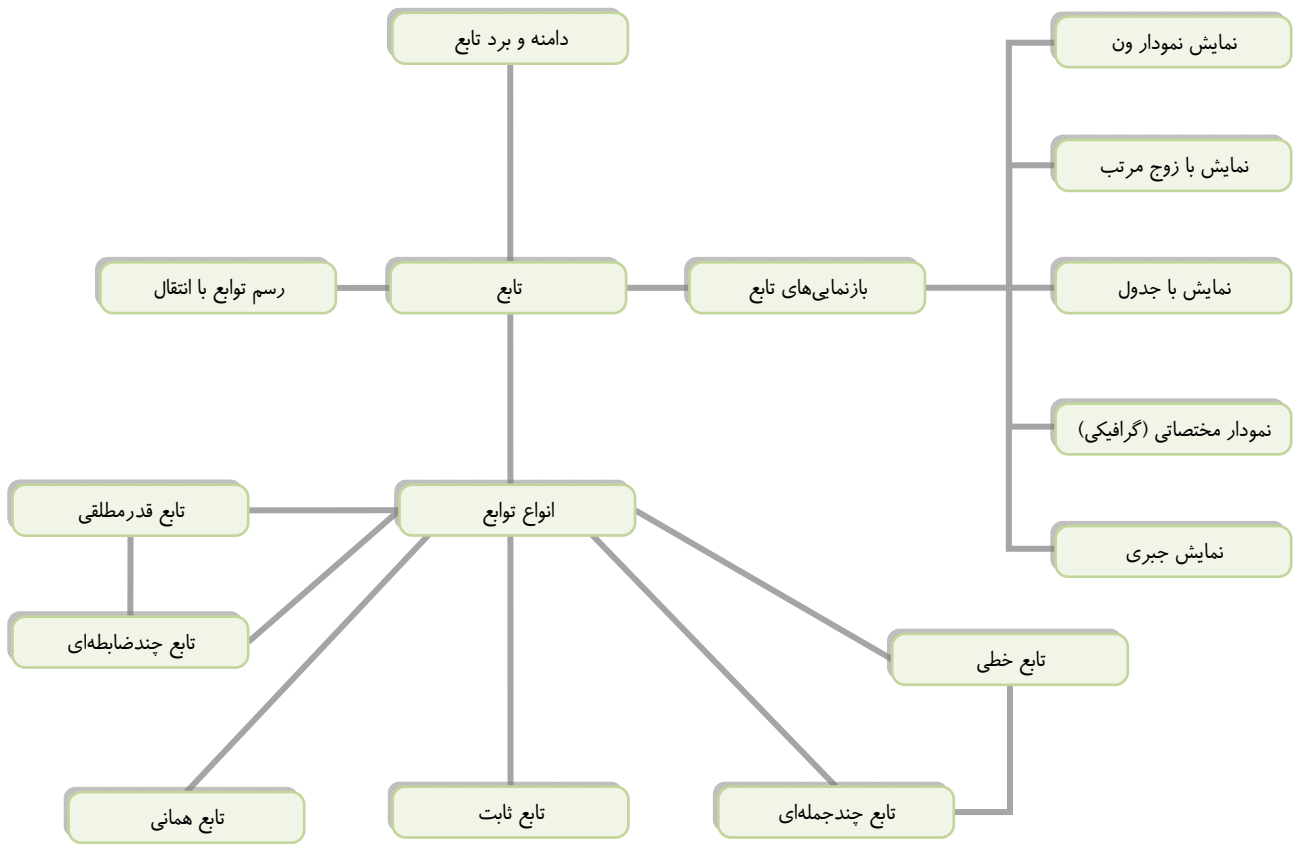 دامنه و برد تابع
نمایش نمودار ون
نمایش با زوج مرتب
تابع
بازنمایی‌های تابع
رسم توابع با انتقال
نمایش با جدول
نمودار مختصاتی (گرافیکی)
انواع توابع
تابع قدرمطلقی
نمایش جبری
تابع چندضابطه‌ای
تابع خطی
تابع چندجمله‌ای
تابع ثابت
تابع همانی